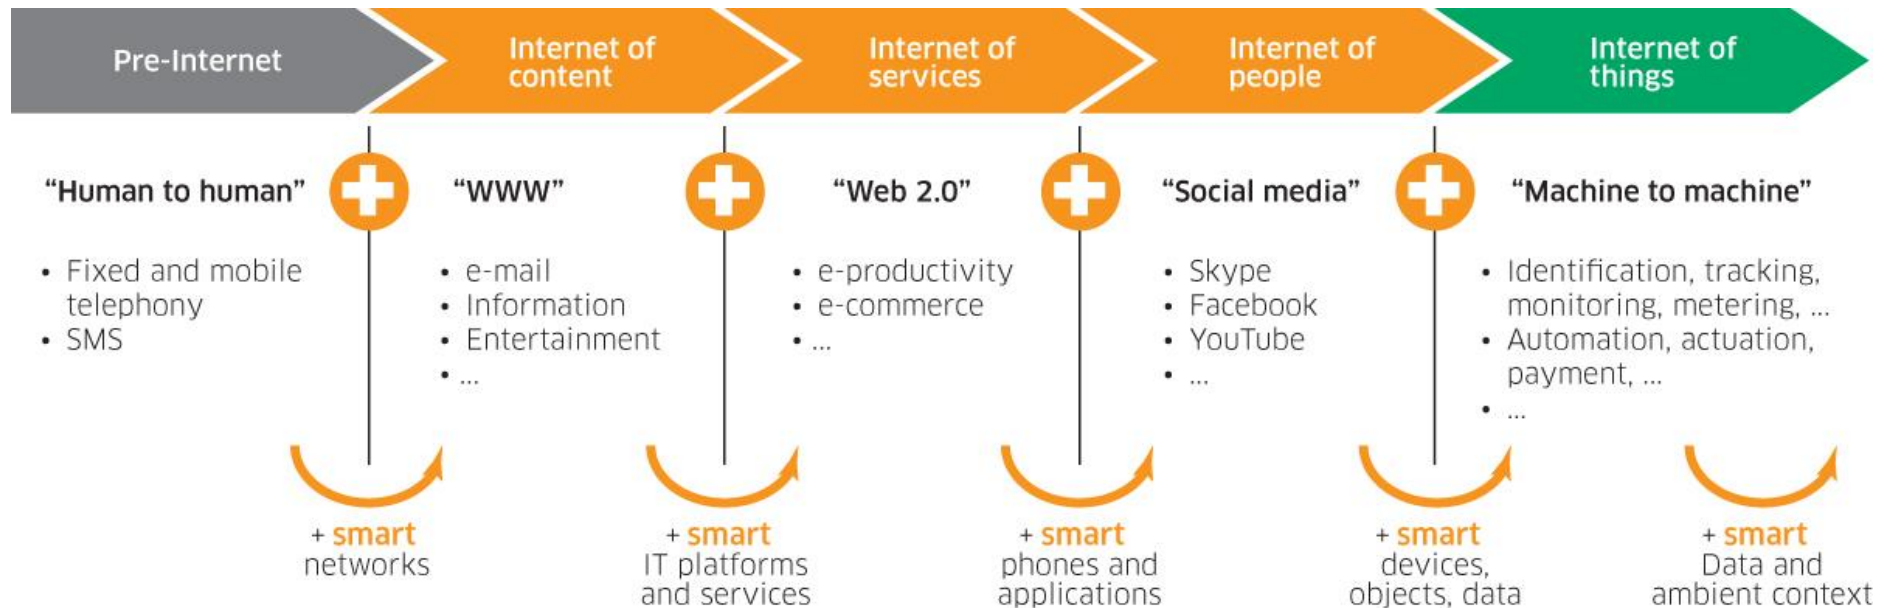 Pre-Internet
Internet of
content
Internet of
services
Internet of
people
Internet of
things
“Human to human”
“WWW”
“Web 2.0”
“Social media”
“Machine to machine”
• Fixed and mobile
telephony
• SMS
• e-mail
• Information
• Entertainment
• ...
• e-productivity
• e-commerce
• ...
• Skype
• Facebook
• YouTube
• ...
• Identification, tracking,
monitoring, metering, ...
• Automation, actuation,
payment, ...
• ...
+ smart
networks
+ smart
IT platforms
and services
+ smart
phones and
applications
+ smart
devices,
objects, data
+ smart
Data and
ambient context